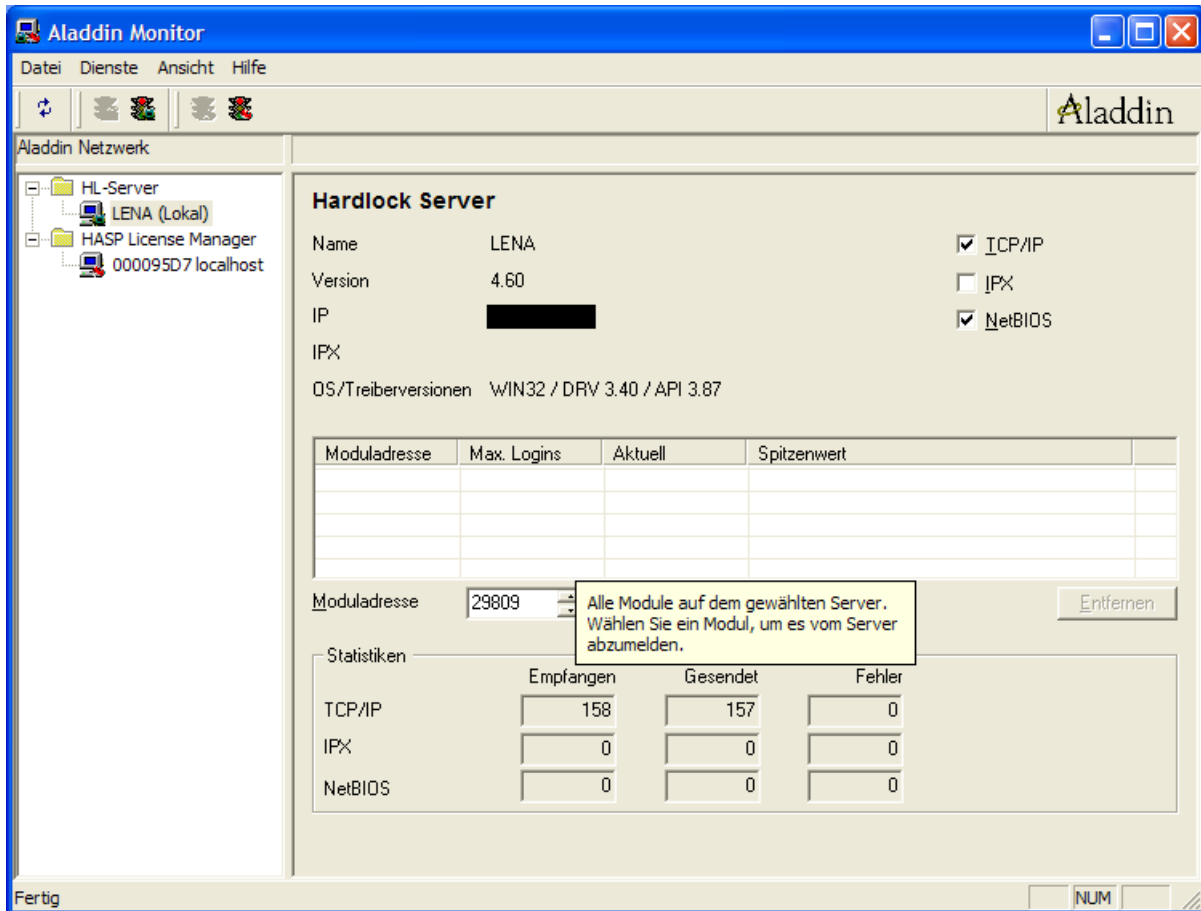 Aladdin Monitor
Datei Dienste Ansicht Hilfe
Aladdin
Aladdin Netzwerk
HL-Server
LENA (Lokal)
HASP License Manager
000095D7 localhost
Hardlock Server
Name LENA TCP/IP
Version 4.60 IPX
IP NetBIOS
IPX
OS/Treiberversionen WIN32 / DRV 3.40 / API 3.87
Moduladresse Max. Logins Aktuell Spitzenwert
Moduladresse 29809 Entfernen
Alle Module auf dem gewählten Server.
Wählen Sie ein Modul, um es vom Server
abzumelden.
Statistiken
Empfangen Gesendet Fehler
TCP/IP 158 157 0
IPX 0 0 0
NetBIOS 0 0 0
Fertig NUM